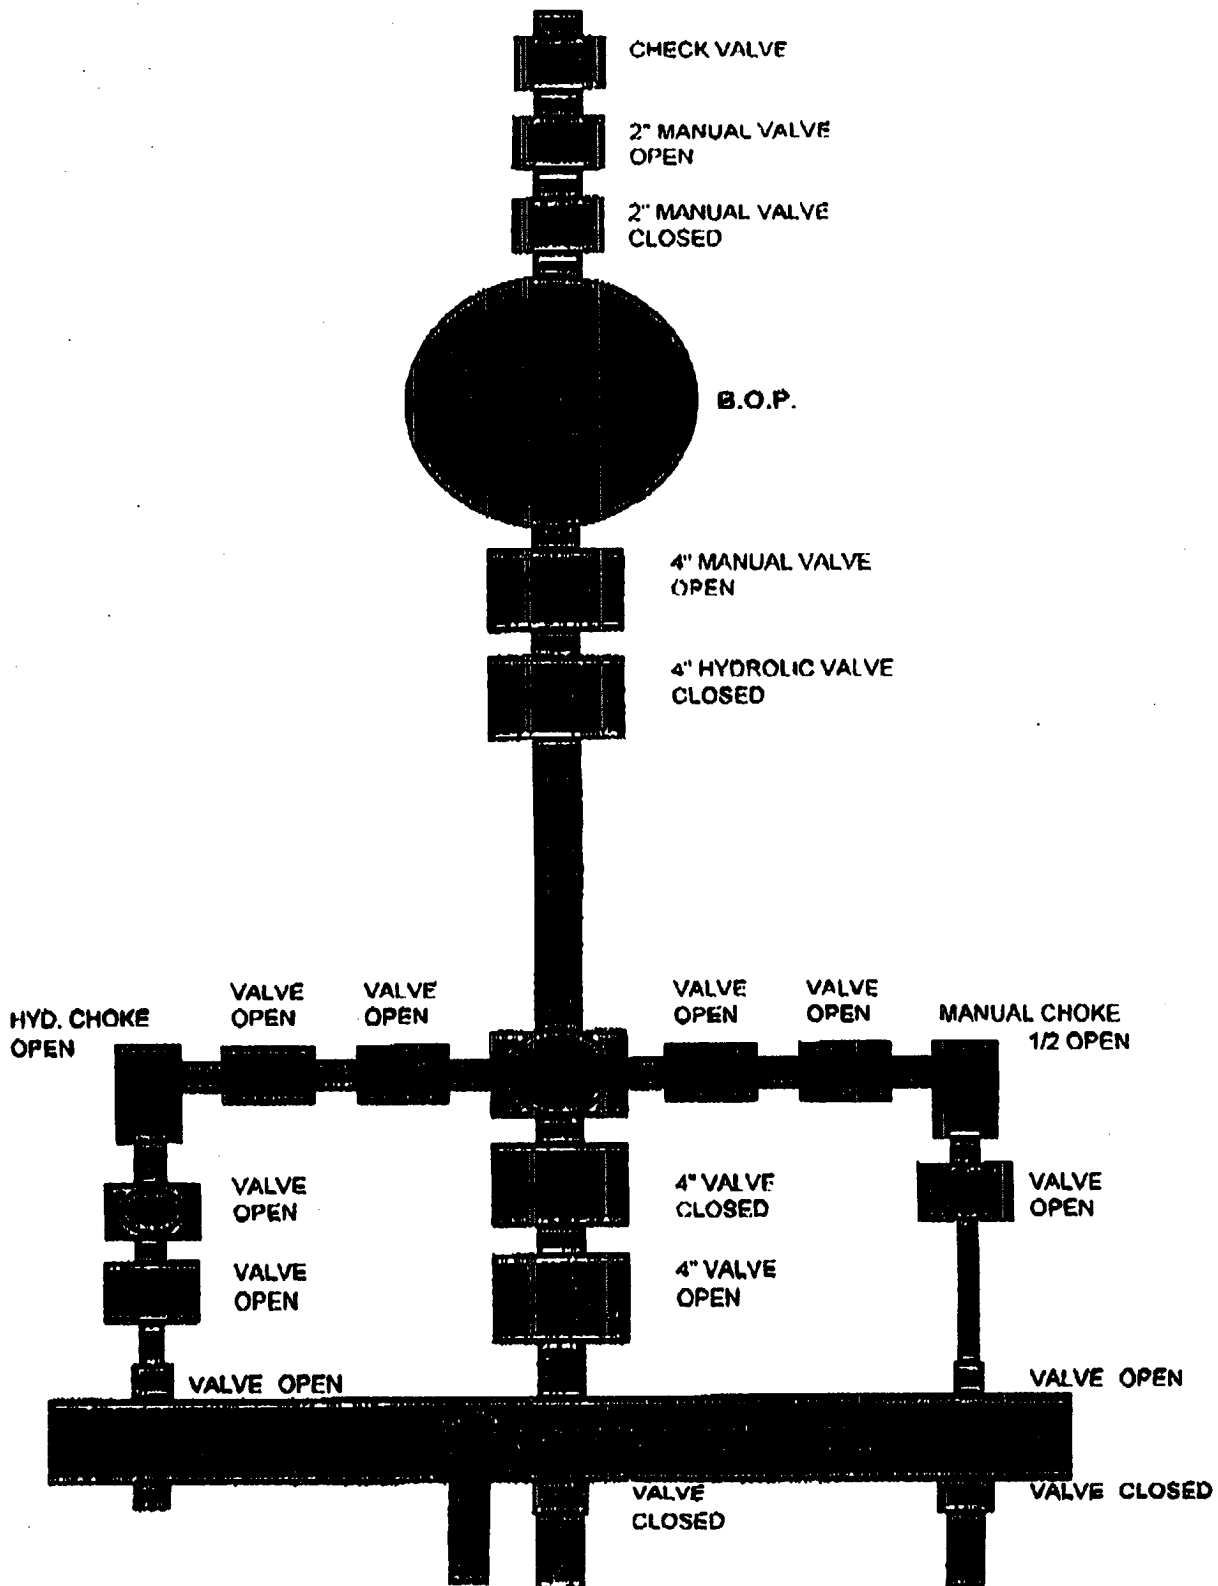 CHECK VALVE
2" MANUAL VALVE
OPEN
2" MANUAL VALVE
CLOSED
B.O.P.
4" MANUAL VALVE
OPEN
4" HYDROLIC VALVE
CLOSED
HYD. CHOKE
OPEN
VALVE
OPEN
VALVE
OPEN
VALVE
OPEN
VALVE
OPEN
MANUAL CHOKE
1/2 OPEN
VALVE
OPEN
4" VALVE
CLOSED
VALVE
OPEN
VALVE
OPEN
4" VALVE
OPEN
VALVE OPEN
VALVE OPEN
VALVE
CLOSED
VALVE CLOSED